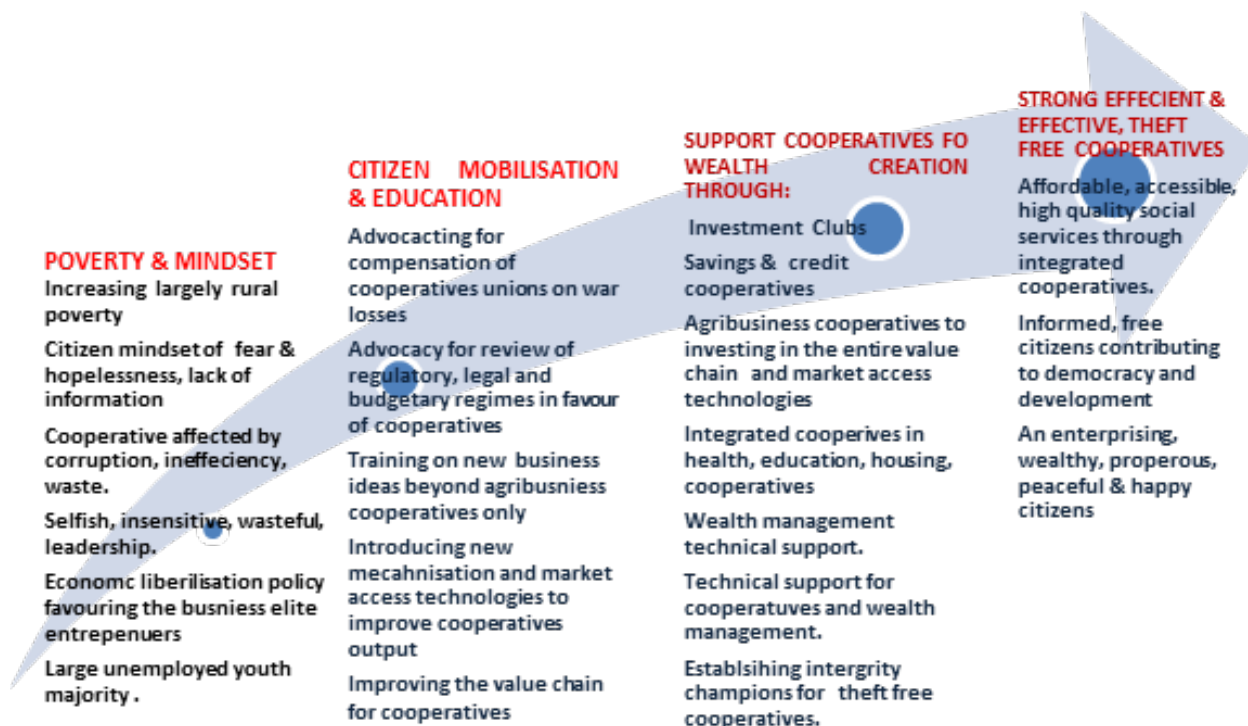 POVERTY & MINDSET
Increasing largely rural
poverty
Citizen mindset of fear &
hopelessness, lack of
information
Cooperative affected by
corruption, ineffeciency,
waste.
Selfish, insensitive, wasteful,
leadership.
Economc liberilisation policy
favouring the busniess elite
entrepenuers
Large unemployed youth
majority .
CITIZEN MOBILISATION
& EDUCATION
Advocacting for
compensation of
cooperatives unions on war
losses
Advocacy for review of
regulatory, legal and
budgetary regimes in favour
of cooperatives
Training on new business
ideas beyond agribusniess
cooperatives only
Introducing new
mecahnisation and market
access technologies to
improve cooperatives
output
Improving the value chain
for cooperatives
SUPPORT COOPERATIVES FO
WEALTH CREATION
THROUGH:
Investment Clubs
Savings & credit
cooperatives
Agribusiness cooperatives to
investing in the entire value
chain and market access
technologies
Integrated cooperives in
health, education, housing,
cooperatives
Wealth management
technical support.
Technical support for
cooperatuves and wealth
management.
Establsihing intergrity
champions for theft free
cooperatives.
STRONG EFFECIENT &
EFFECTIVE, THEFT
FREE COOPERATIVES
Affordable, accessible,
high quality social
services through
integrated
cooperatives.
Informed, free
citizens contributing
to democracy and
development
An enterprising,
wealthy, properous,
peaceful & happy
citizens